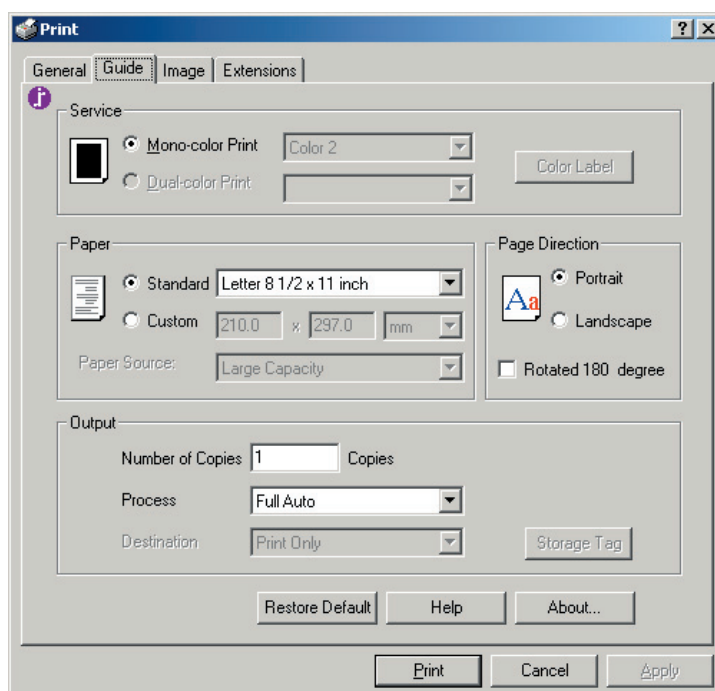 Print
General Guide Image Extensions
Service
Mono-color Print Color 2
Color Label
Dual-color Print
Paper
Standard Letter 8 1/2 x 11 inch
Custom 210.0 x 297.0 mm
Paper Source: Large Capacity
Page Direction
Aa
Portrait
Landscape
Rotated 180 degree
Output
Number of Copies 1 Copies
Process Full Auto
Destination Print Only Storage Tag
Restore Default Help About...
Print Cancel Apply